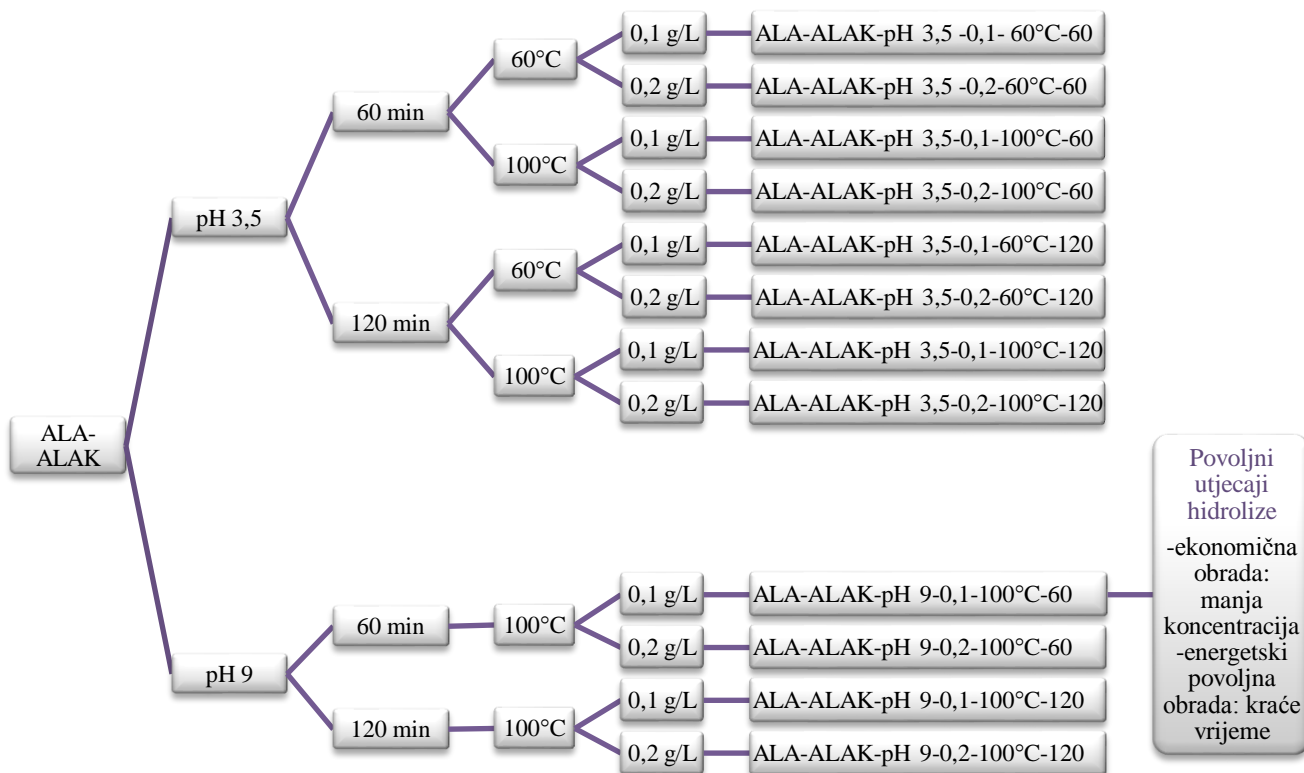 ALA-
ALAK
pH 3,5
60 min
60°C
0,1 g/L
ALA-ALAK-pH 3,5 -0,1- 60°C-60
0,2 g/L
ALA-ALAK-pH 3,5 -0,2-60°C-60
100°C
0,1 g/L
ALA-ALAK-pH 3,5-0,1-100°C-60
0,2 g/L
ALA-ALAK-pH 3,5-0,2-100°C-60
120 min
60°C
0,1 g/L
ALA-ALAK-pH 3,5-0,1-60°C-120
0,2 g/L
ALA-ALAK-pH 3,5-0,2-60°C-120
100°C
0,1 g/L
ALA-ALAK-pH 3,5-0,1-100°C-120
0,2 g/L
ALA-ALAK-pH 3,5-0,2-100°C-120
pH 9
60 min
100°C
0,1 g/L
ALA-ALAK-pH 9-0,1-100°C-60
0,2 g/L
ALA-ALAK-pH 9-0,2-100°C-60
120 min
100°C
0,1 g/L
ALA-ALAK-pH 9-0,1-100°C-120
0,2 g/L
ALA-ALAK-pH 9-0,2-100°C-120
Povoljni
utjecaji
hidrolize
-ekonomična
obrada:
manja
koncentracija
-energetski
povoljna
obrada: kraće
vrijeme